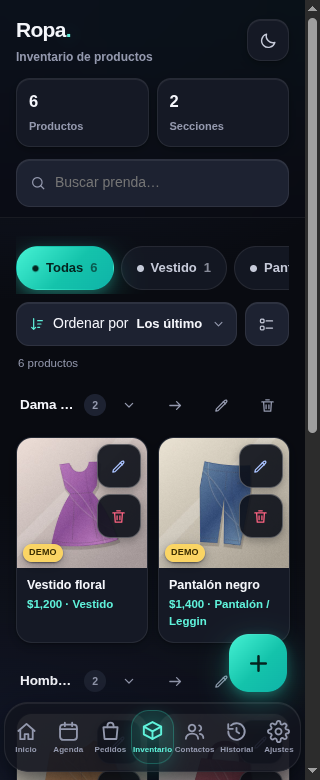 Ropa.
Inventario de productos
6
Productos
2
Secciones
Buscar prenda…
Todas 6
Vestido 1
Pant
Ordenar por Los último
6 productos
Dama ... 2
DEMO
DEMO
Vestido floral
$1,200 · Vestido
Pantalón negro
$1,400 · Pantalón /
Leggin
Homb... 2
+
Inicio
Agenda
Pedidos
Inventario
Contactos
Historial
Ajustes